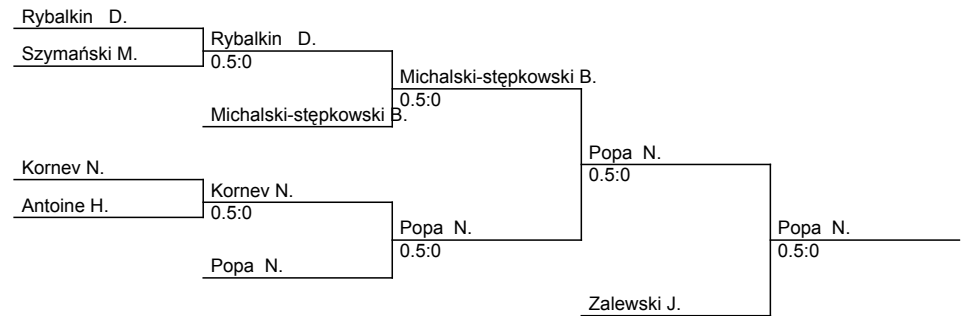 Rybalkin D.
Szymański M.
Rybalkin D.
0.5:0
Michalski-stępkowski B.
Michalski-stępkowski B.
0.5:0
Kornev N.
Antoine H.
Kornev N.
0.5:0
Popa N.
Popa N.
0.5:0
Popa N.
0.5:0
Zalewski J.
Popa N.
0.5:0